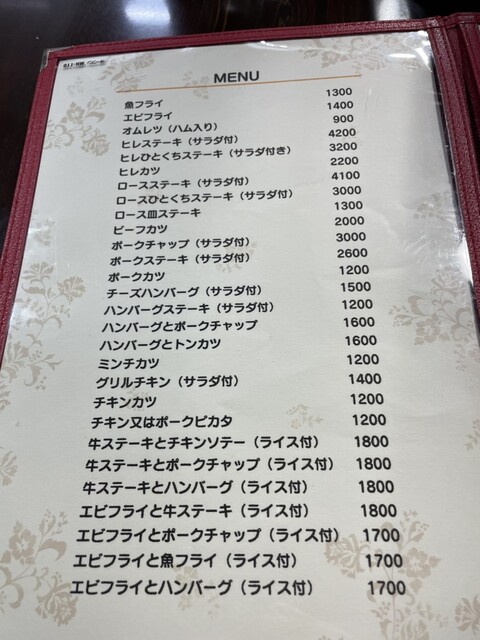 MENU
魚フライ 1300
エビフライ 1400
オムレツ（ハム入り） 900
ヒレステーキ（サラダ付） 4200
ヒレひとくちステーキ（サラダ付き） 3200
ヒレカツ 2200
ロースステーキ（サラダ付） 4100
ロースひとくちステーキ（サラダ付） 3000
ロース皿ステーキ 1300
ビーフカツ 2000
ポークチャップ（サラダ付） 3000
ポークステーキ（サラダ付） 2600
ポークカツ 1200
チーズハンバーグ（サラダ付） 1500
ハンバーグステーキ（サラダ付） 1200
ハンバーグとポークチャップ 1600
ハンバーグとトンカツ 1600
ミンチカツ 1200
グリルチキン（サラダ付） 1400
チキンカツ 1200
チキン又はポークピカタ 1200
牛ステーキとチキンソテー（ライス付） 1800
牛ステーキとポークチャップ（ライス付） 1800
牛ステーキとハンバーグ（ライス付） 1800
エビフライと牛ステーキ（ライス付） 1800
エビフライとポークチャップ（ライス付） 1700
エビフライと魚フライ（ライス付） 1700
エビフライとハンバーグ（ライス付） 1700